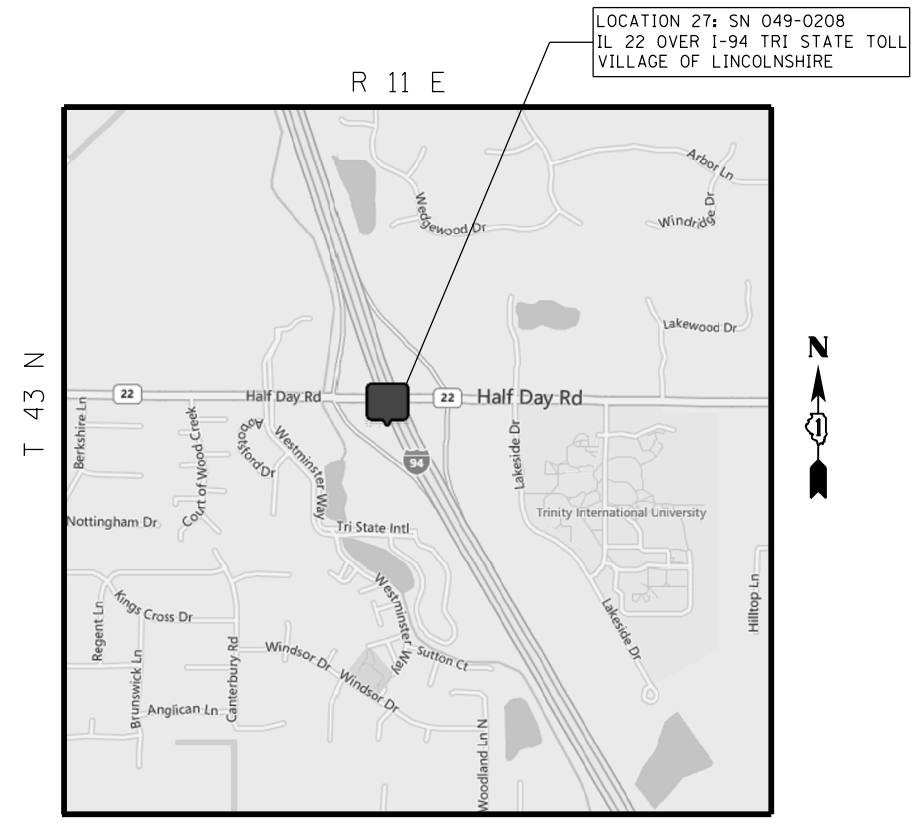 LOCATION 27: SN 049-0208
IL 22 OVER I-94 TRI STATE TOLL
VILLAGE OF LINCOLNSHIRE
R 11 E
Arbor Ln
Wedgewood Dr
Windridge Dr
Lakewood Dr
N
T 43 N
22
Half Day Rd
22
Half Day Rd
1
Berkshire Ln
Court of Wood Creek
Abbotsford Dr
Westminster Way
94
Lakeside Dr
Trinity International University
Nottingham Dr
Tri State Intl
Kings Cross Dr
Regent Ln
Westminster Way
Lakeside Dr
Hilltop Ln
Brunswick Ln
Canterbury Rd
Windsor Dr
Sutton Ct
Windsor Dr
Anglican Ln
Woodland Ln N